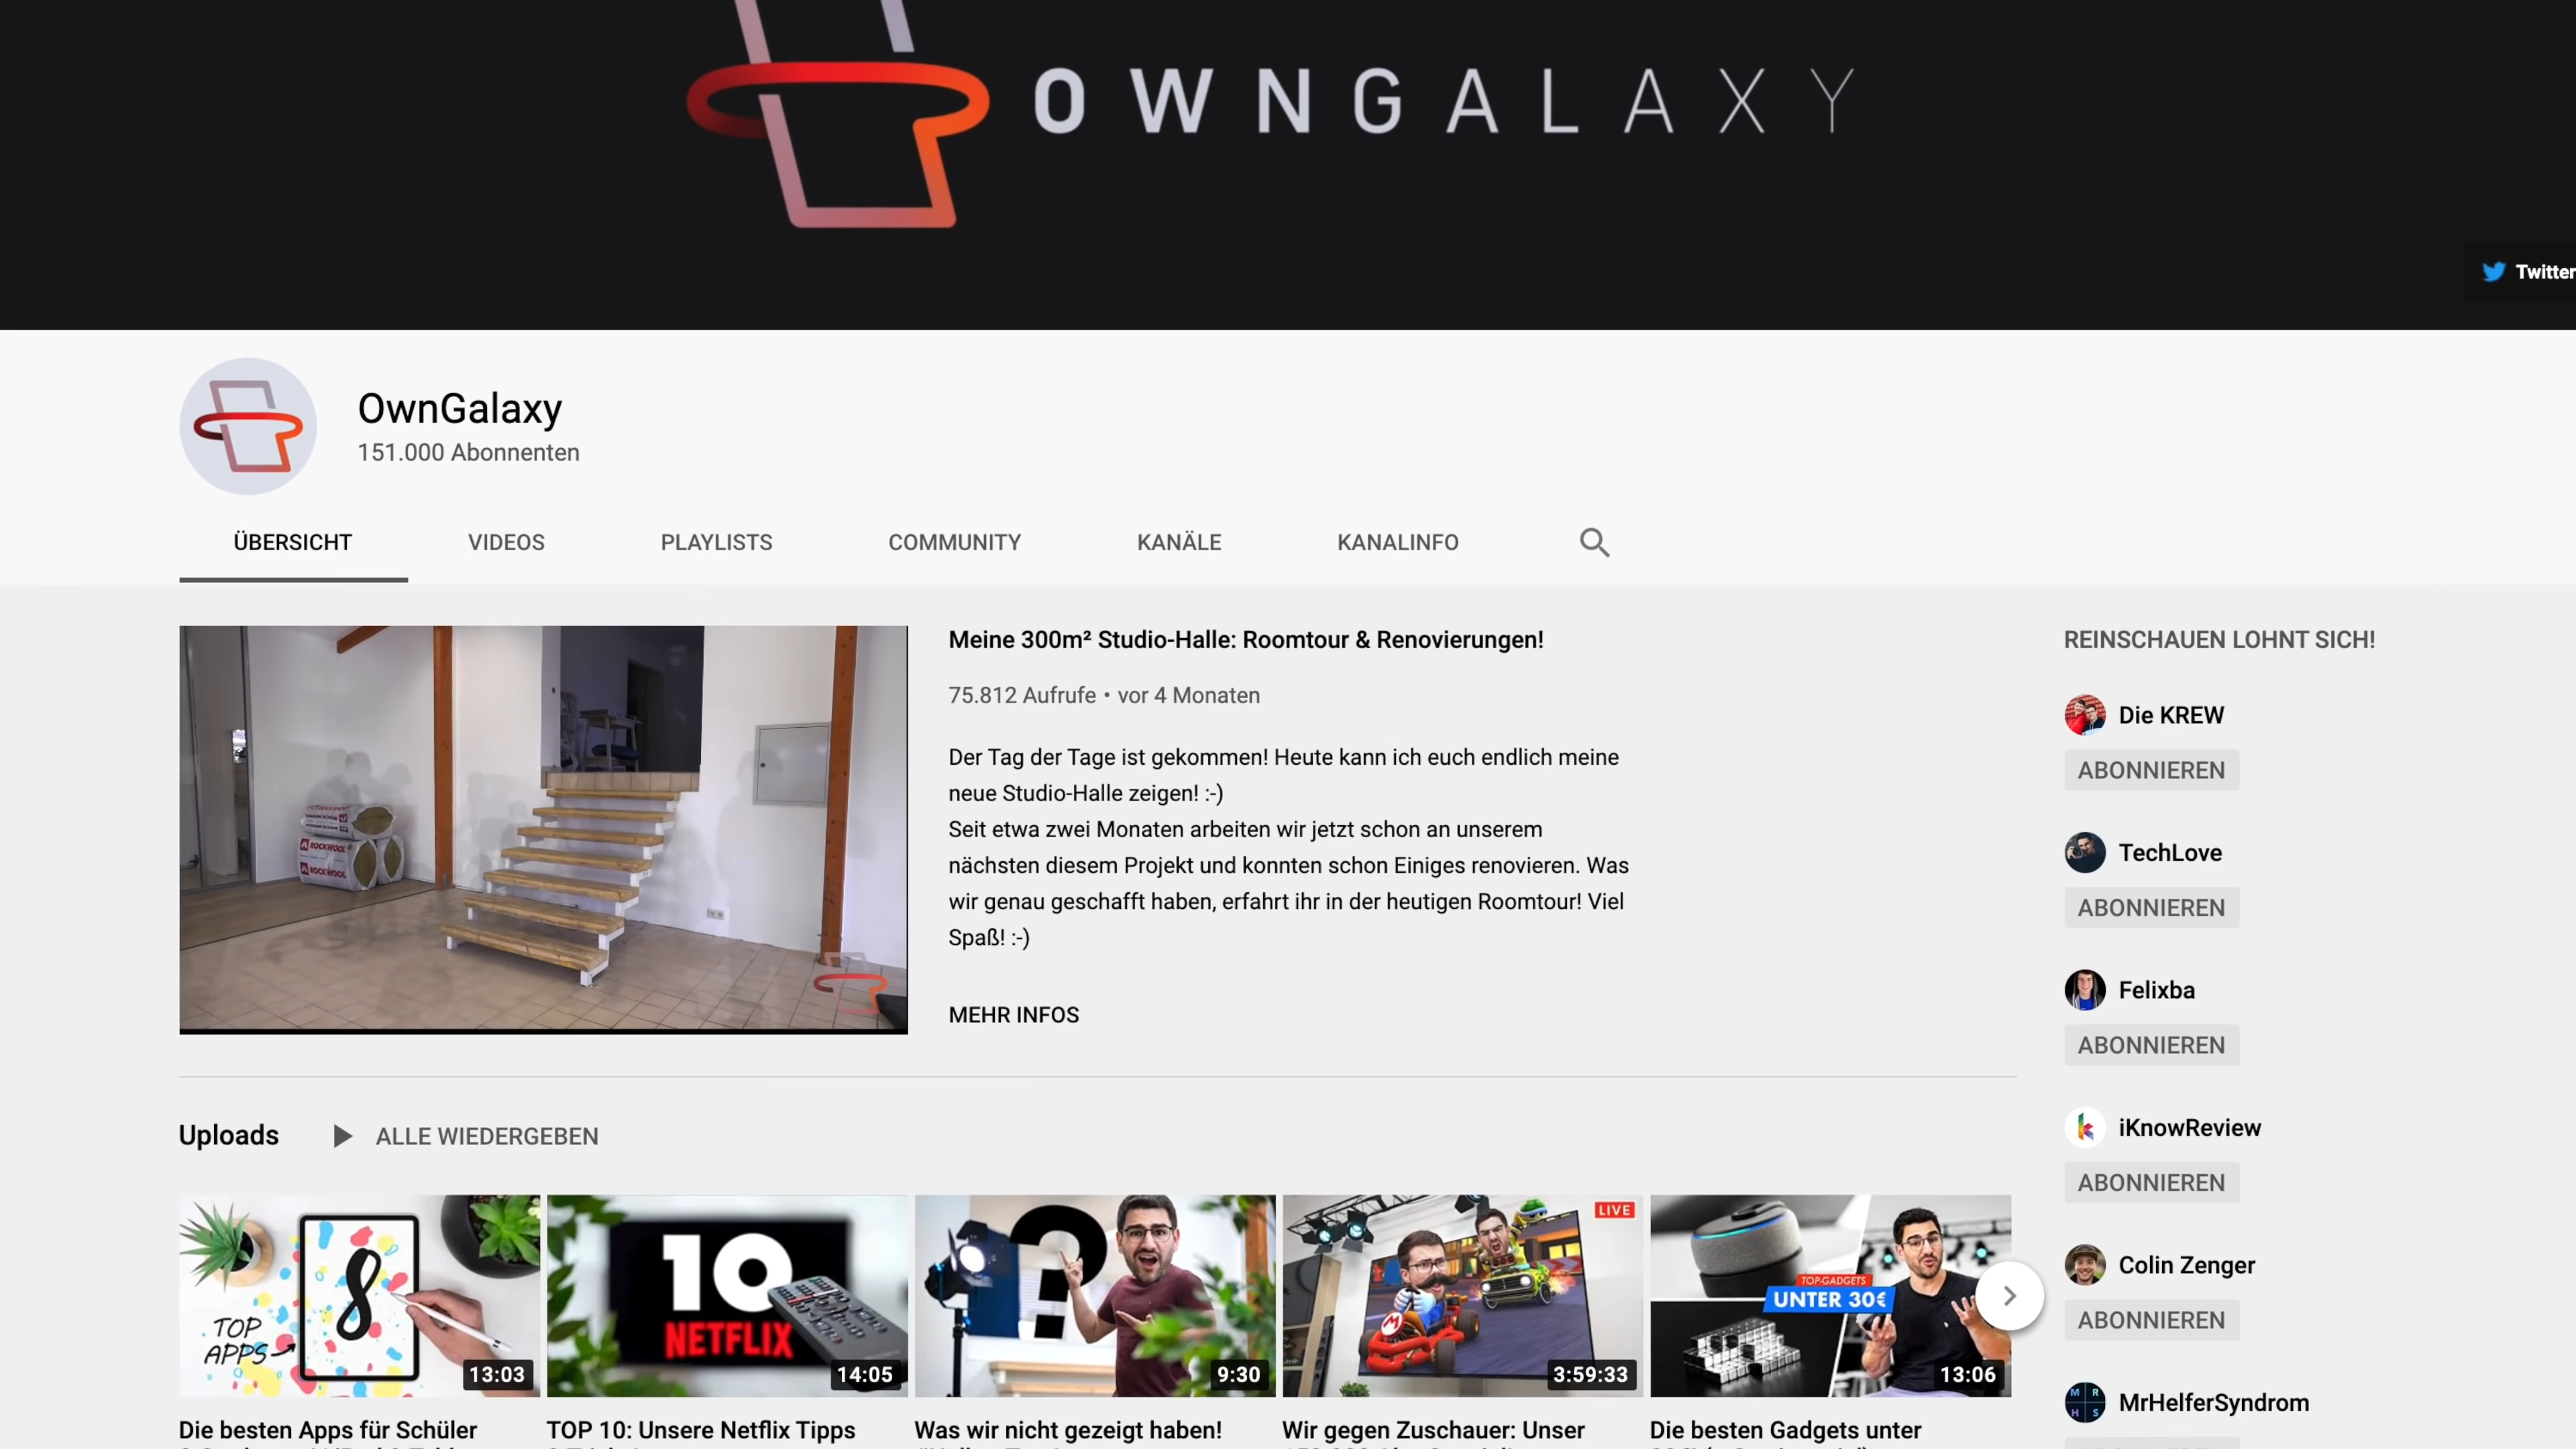 OWNGALAXY
Twitter
OwnGalaxy
151.000 Abonnenten
ÜBERSICHT
VIDEOS
PLAYLISTS
COMMUNITY
KANÄLE
KANALINFO
ROCKWOOL
ROCKWOOL
Meine 300m² Studio-Halle: Roomtour & Renovierungen!
75.812 Aufrufe • vor 4 Monaten
Der Tag der Tage ist gekommen! Heute kann ich euch endlich meine
neue Studio-Halle zeigen! :-)
Seit etwa zwei Monaten arbeiten wir jetzt schon an unserem
nächsten diesem Projekt und konnten schon Einiges renovieren. Was
wir genau geschafft haben, erfahrt ihr in der heutigen Roomtour! Viel
Spaß! :-)
MEHR INFOS
REINSCHAUEN LOHNT SICH!
Die KREW
ABONNIEREN
TechLove
ABONNIEREN
Felixba
ABONNIEREN
iKnowReview
ABONNIEREN
Colin Zenger
ABONNIEREN
MRHS
MrHelferSyndrom
Uploads
ALLE WIEDERGEBEN
TOP
APPS
8
13:03
10
NETFLIX
14:05
?
9:30
LIVE
M
3:59:33
TOP-GADGETS
UNTER 30€
13:06
Die besten Apps für Schüler
TOP 10: Unsere Netflix Tipps
Was wir nicht gezeigt haben!
Wir gegen Zuschauer: Unser
Die besten Gadgets unter